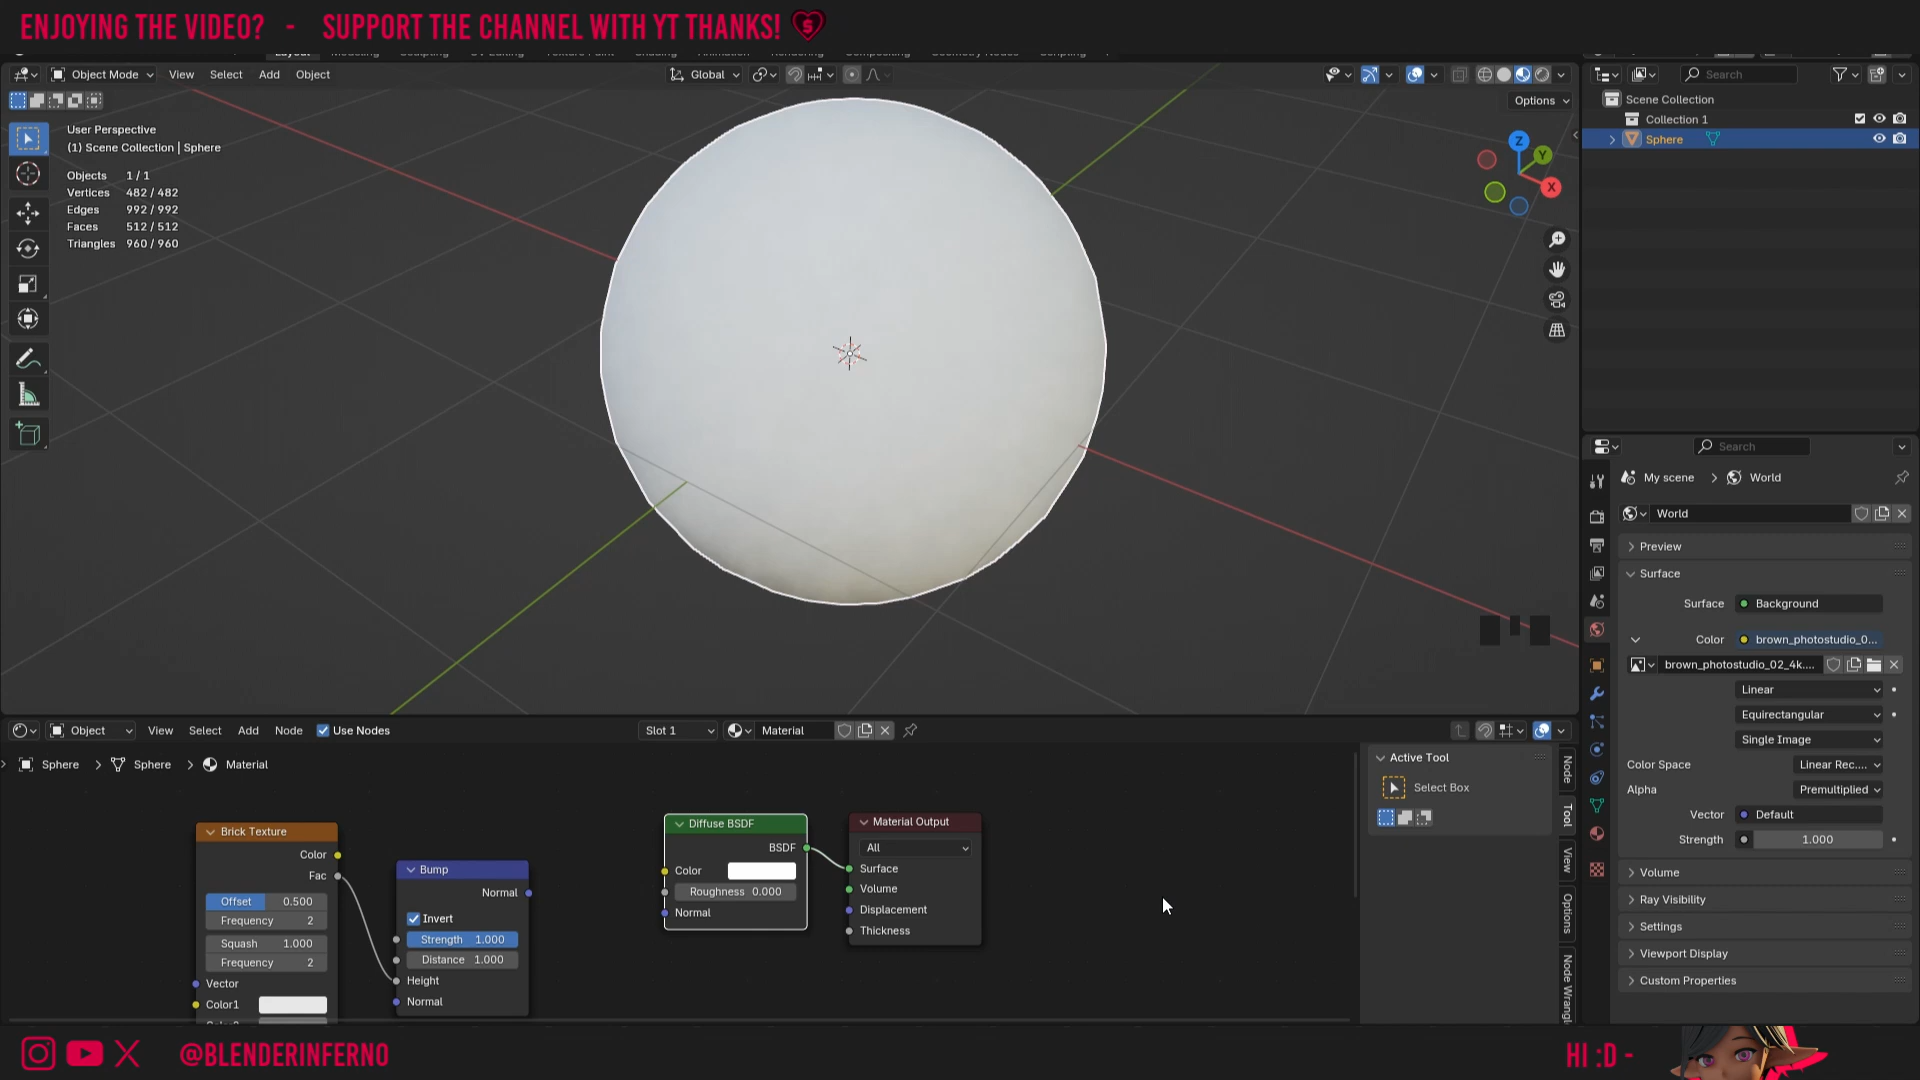 ENJOYING THE VIDEO? - SUPPORT THE CHANNEL WITH YT THANKS!
Object Mode View Select Add Object Global
Options
User Perspective
(1) Scene Collection | Sphere
Objects 1 / 1
Vertices 482 / 482
Edges 992 / 992
Faces 512 / 512
Triangles 960 / 960
Z
Y
X
Search
Scene Collection
Collection 1
Sphere
Search
My scene > World
World
Preview
Surface
Surface Background
Color brown_photostudio_0...
brown_photostudio_02_4k....
Linear
Equirectangular
Single Image
Color Space Linear Rec....
Alpha Premultiplied
Vector Default
Strength 1.000
Volume
Ray Visibility
Settings
Viewport Display
Custom Properties
Object View Select Add Node Use Nodes Slot 1 Material
Sphere > Sphere > Material
Brick Texture
Color
Fac
Offset 0.500
Frequency 2
Squash 1.000
Frequency 2
Vector
Color1
Bump
Normal
Invert
Strength 1.000
Distance 1.000
Height
Normal
Diffuse BSDF
BSDF
Color
Roughness 0.000
Normal
Material Output
All
Surface
Volume
Displacement
Thickness
Active Tool
Select Box
Node
Tool
View
Options
Node Wrangl
@BLENDERINFERNO
HI :D -